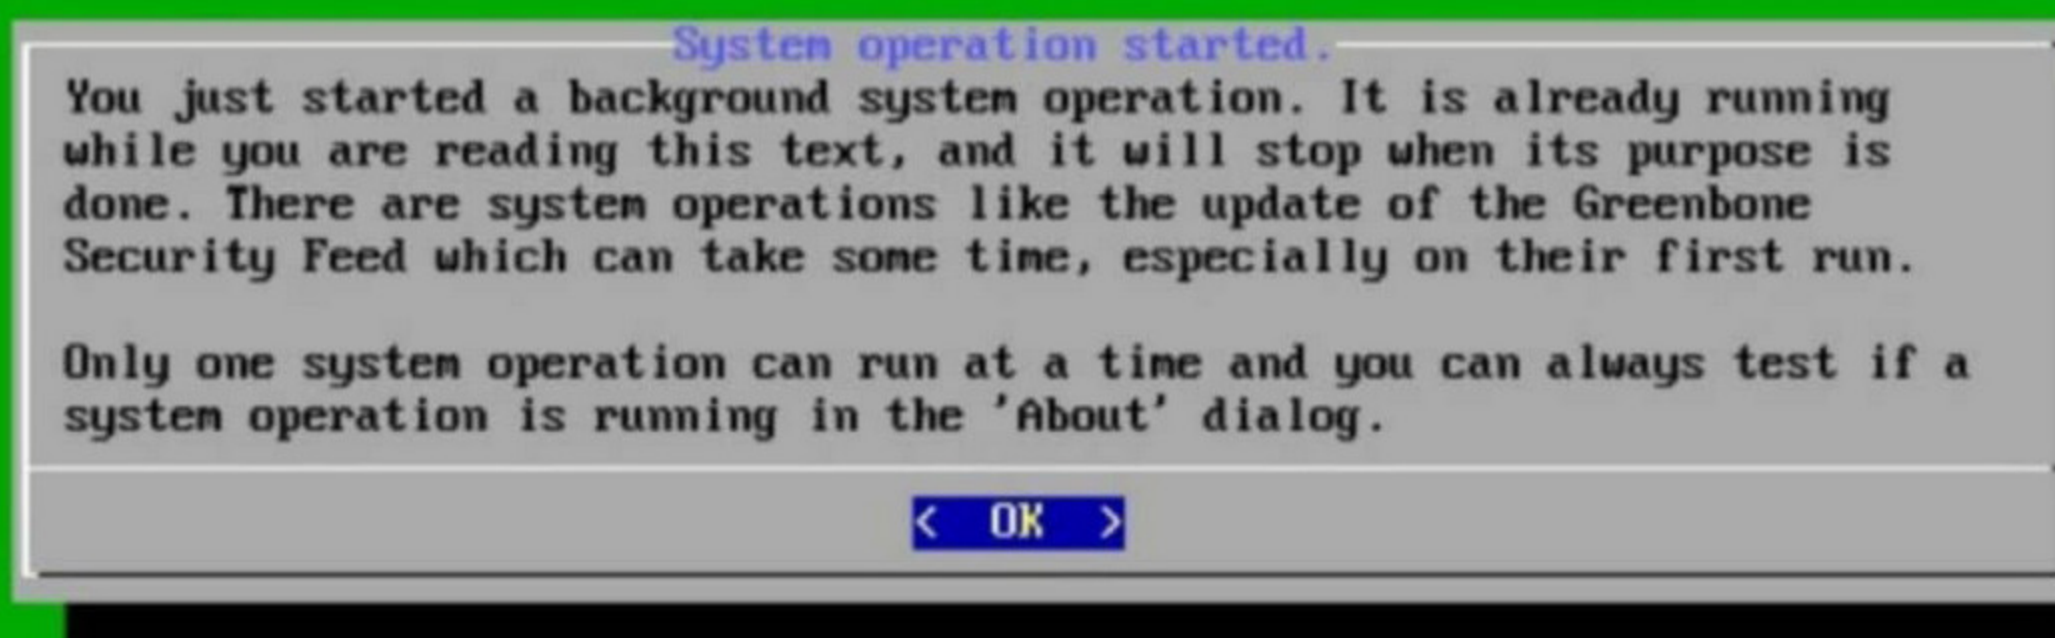 System operation started.
You just started a background system operation. It is already running
while you are reading this text, and it will stop when its purpose is
done. There are system operations like the update of the Greenbone
Security Feed which can take some time, especially on their first run.
Only one system operation can run at a time and you can always test if a
system operation is running in the 'About' dialog.
< OK >